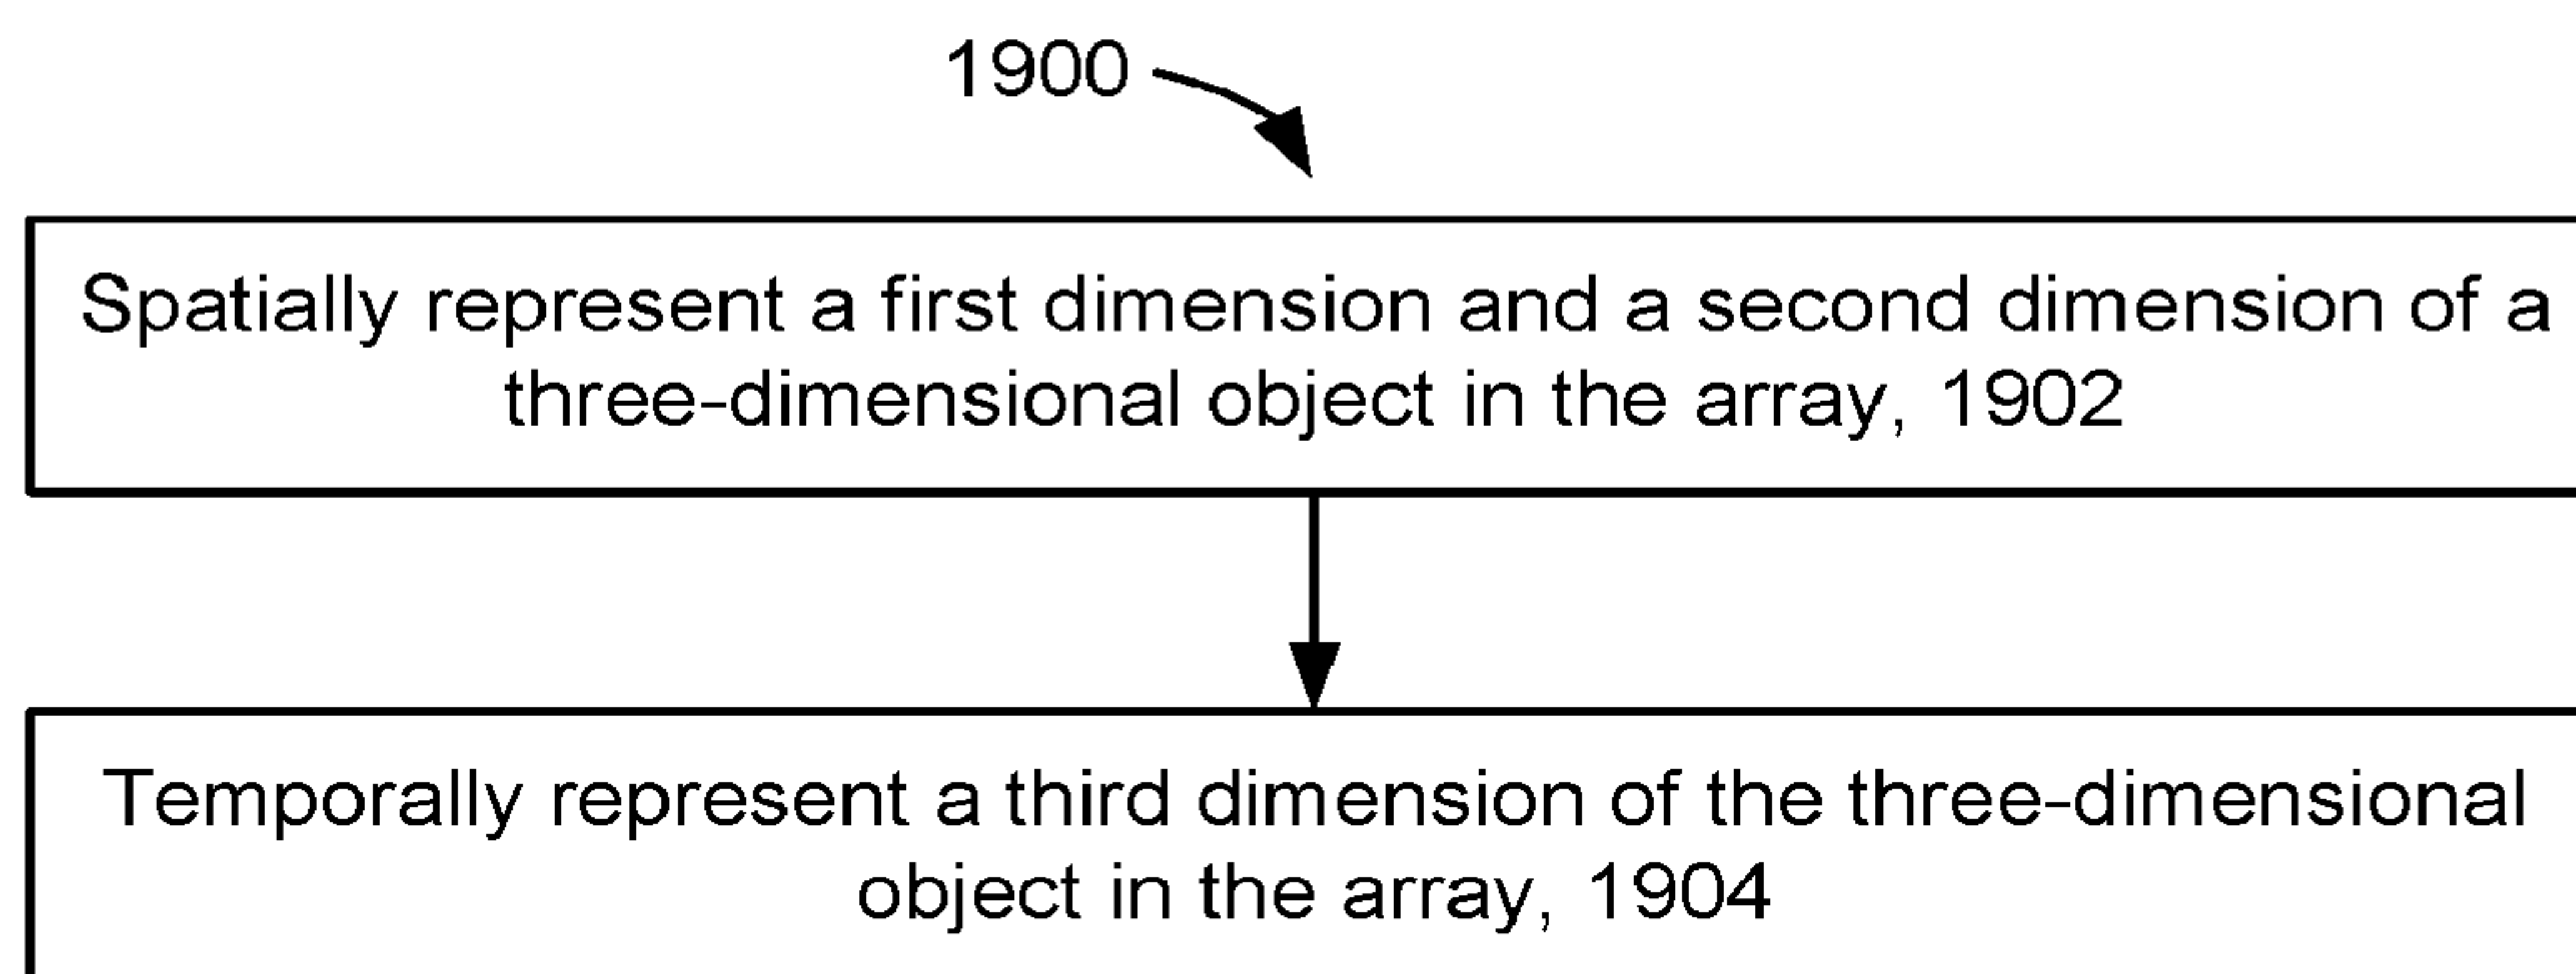 1900
Spatially represent a first dimension and a second dimension of a
three-dimensional object in the array, 1902
Temporally represent a third dimension of the three-dimensional
object in the array, 1904